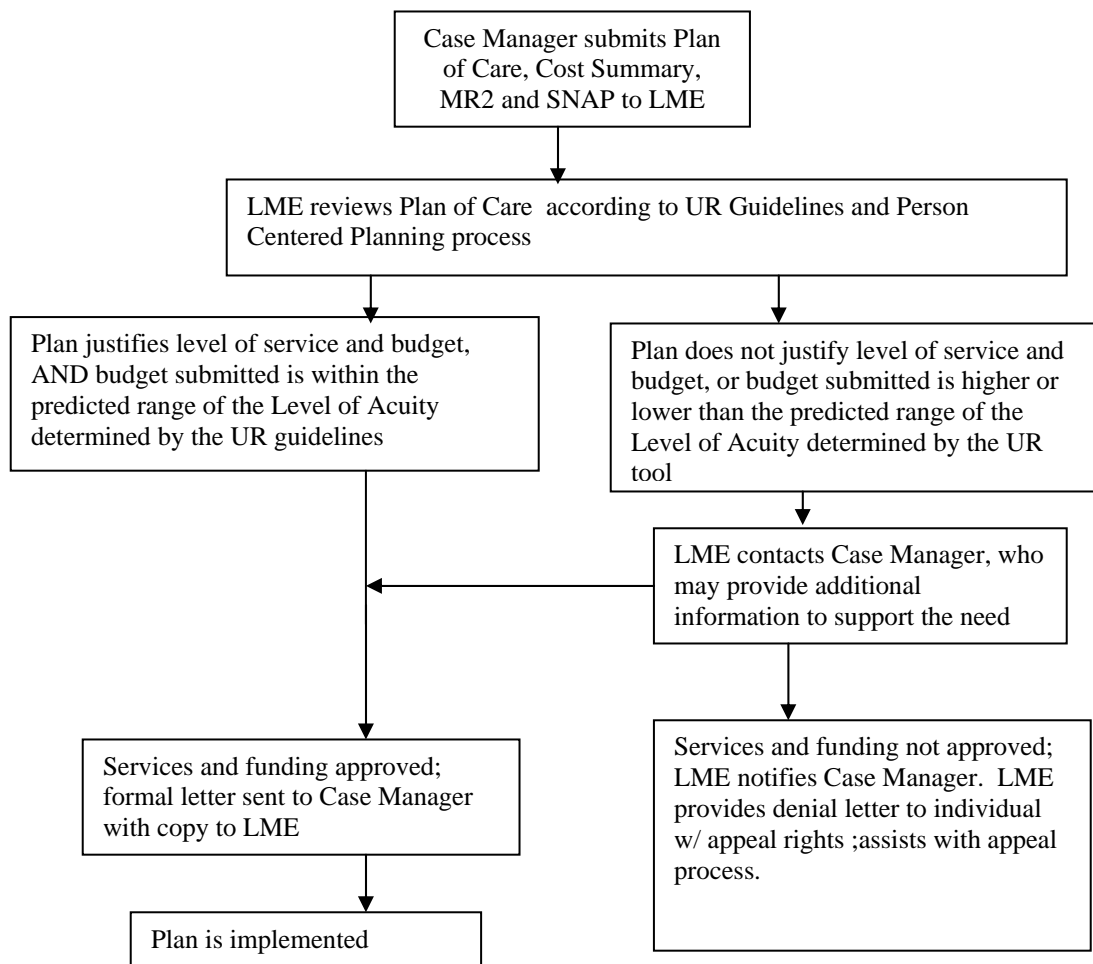 Case Manager submits Plan
of Care, Cost Summary,
MR2 and SNAP to LME
LME reviews Plan of Care according to UR Guidelines and Person
Centered Planning process
Plan justifies level of service and budget,
AND budget submitted is within the
predicted range of the Level of Acuity
determined by the UR guidelines
Plan does not justify level of service and
budget, or budget submitted is higher or
lower than the predicted range of the
Level of Acuity determined by the UR
tool
LME contacts Case Manager, who
may provide additional
information to support the need
Services and funding approved;
formal letter sent to Case Manager
with copy to LME
Services and funding not approved;
LME notifies Case Manager. LME
provides denial letter to individual
w/ appeal rights ;assists with appeal
process.
Plan is implemented